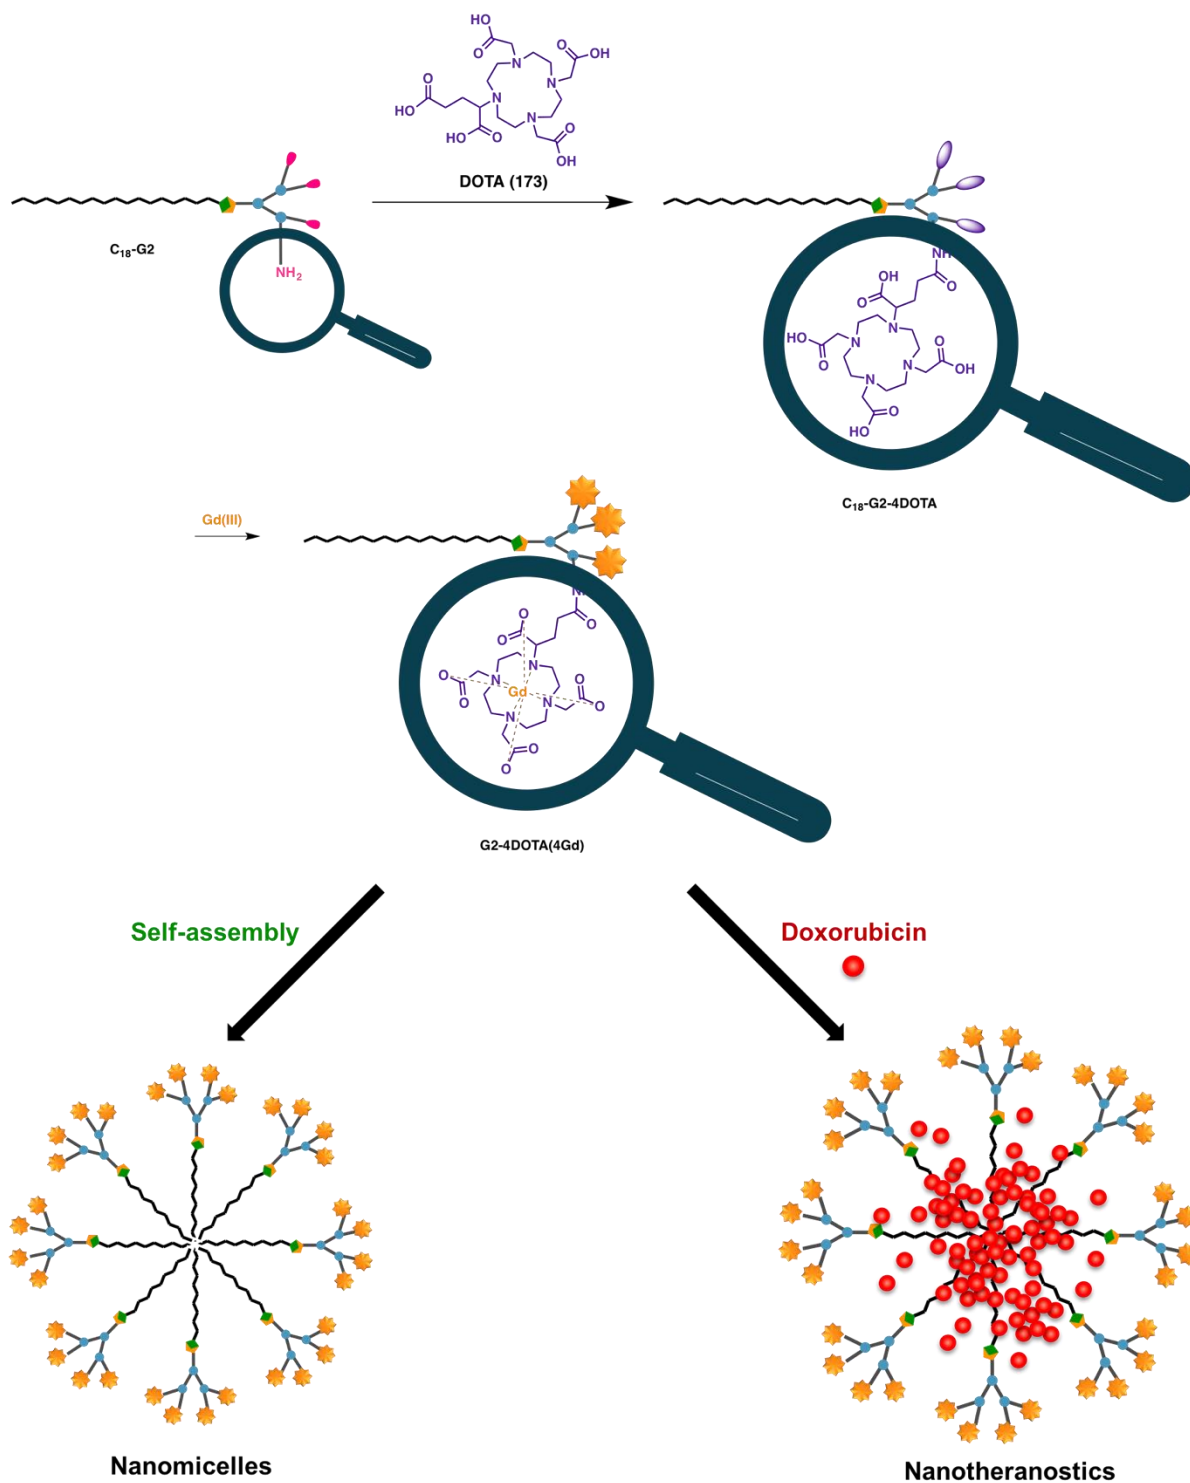 HO
O
O
OH
N
N
N
N
O
HO
HO
O
O
OH
DOTA (173)
C18-G2
NH2
NH
O
OH
O
N
N
N
N
HO
O
O
OH
O
HO
C18-G2-4DOTA
Gd(III)
N
O
O
O
N
N
N
N
Gd
O
O
O
O
O
O
G2-4DOTA(4Gd)
Self-assembly
Doxorubicin
Nanomicelles
Nanotheranostics